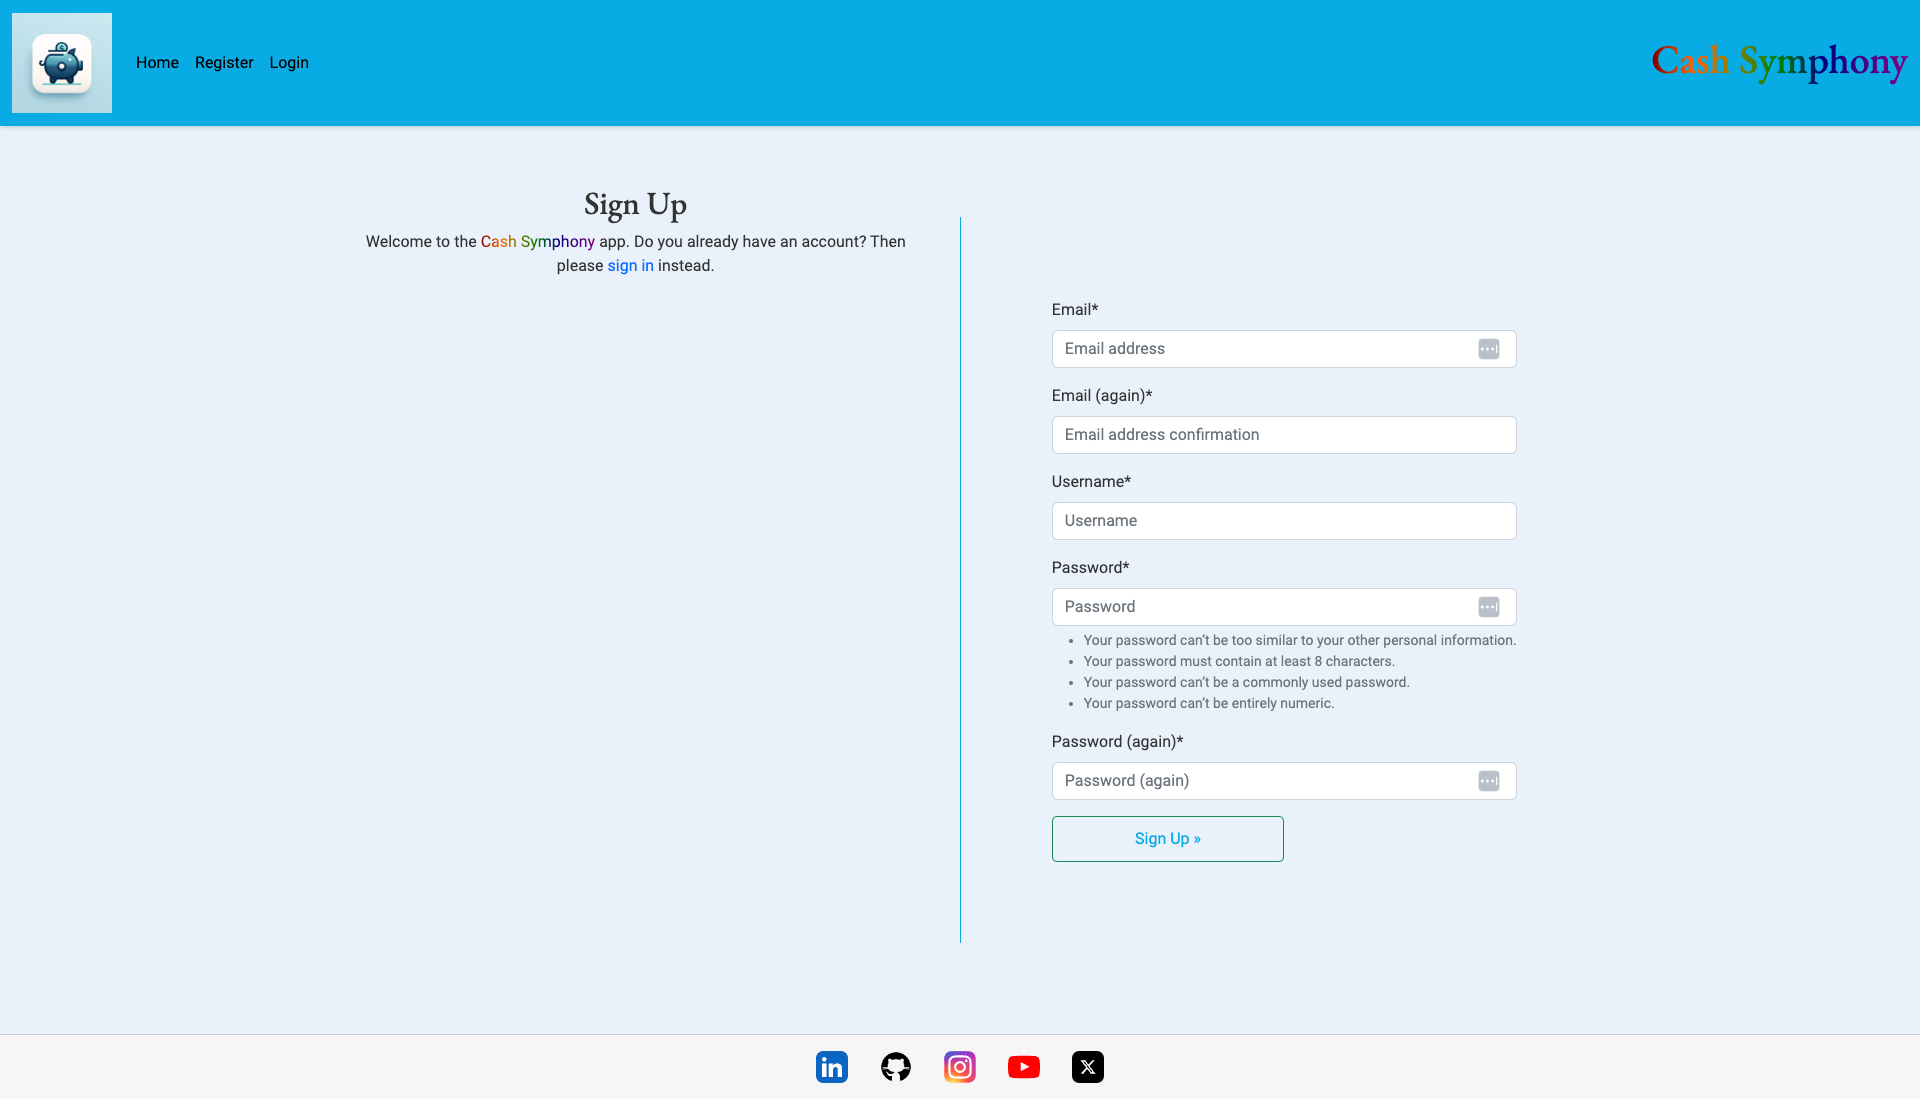 Home Register Login
Cash Symphony
Sign Up
Welcome to the Cash Symphony app. Do you already have an account? Then
please sign in instead.
Email*
Email address
Email (again)*
Email address confirmation
Username*
Username
Password*
Password
• Your password can’t be too similar to your other personal information.
• Your password must contain at least 8 characters.
• Your password can’t be a commonly used password.
• Your password can’t be entirely numeric.
Password (again)*
Password (again)
Sign Up »
in
X